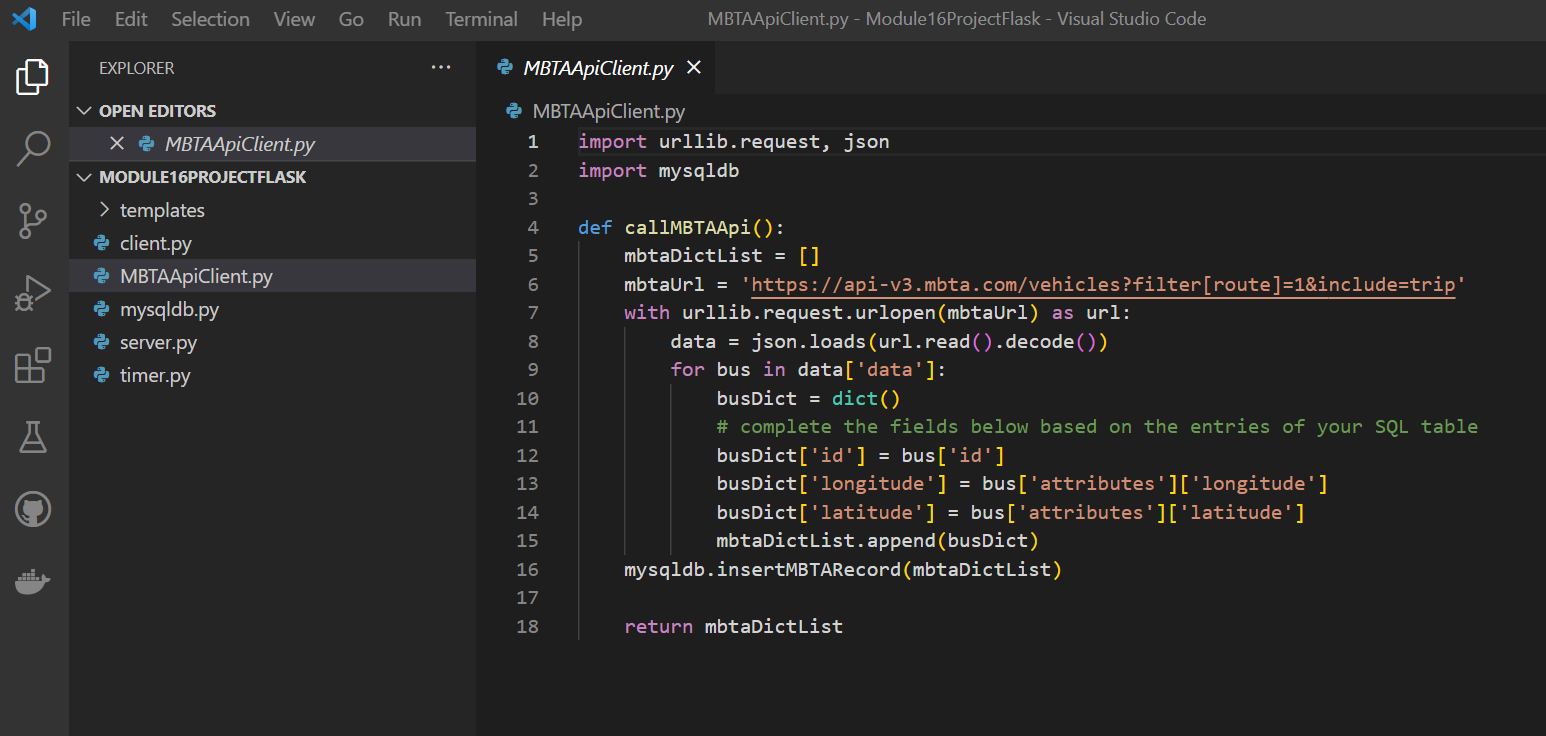 File Edit Selection View Go Run Terminal Help MBTAApiClient.py - Module16ProjectFlask - Visual Studio Code
EXPLORER ...
OPEN EDITORS
MBTAApiClient.py
MODULE16PROJECTFLASK
templates
client.py
MBTAApiClient.py
mysqldb.py
server.py
timer.py
MBTAApiClient.py
MBTAApiClient.py
1 import urllib.request, json
2 import mysqldb
3
4 def callMBTAApi():
5     mbtaDictList = []
6     mbtaUrl = 'https://api-v3.mbta.com/vehicles?filter[route]=1&include=trip'
7     with urllib.request.urlopen(mbtaUrl) as url:
8         data = json.loads(url.read().decode())
9         for bus in data['data']:
10             busDict = dict()
11             # complete the fields below based on the entries of your SQL table
12             busDict['id'] = bus['id']
13             busDict['longitude'] = bus['attributes']['longitude']
14             busDict['latitude'] = bus['attributes']['latitude']
15             mbtaDictList.append(busDict)
16     mysqldb.insertMBTARecord(mbtaDictList)
17
18     return mbtaDictList